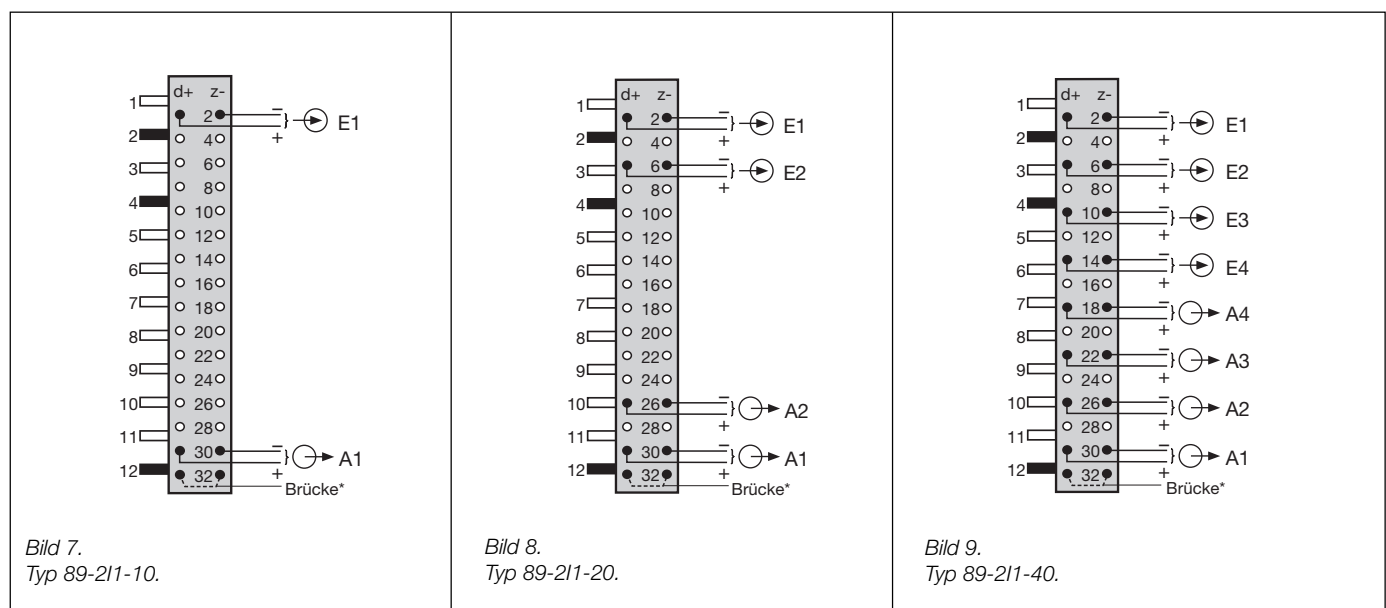 d+ z-
1
2 − E1
2 +
4
3
6
8
4
10
5
12
14
6
16
7
18
8
20
22
9
24
10
26
28
11
30 − A1
12
32 +
Brücke*
Bild 7.
Typ 89-2I1-10.
d+ z-
1
2 − E1
2 +
4
3
6 − E2
8 +
4
10
5
12
14
6
16
7
18
8
20
22
9
24
10
26 − A2
28 +
11
30 − A1
12
32 +
Brücke*
Bild 8.
Typ 89-2I1-20.
d+ z-
1
2 − E1
2 +
4
3
6 − E2
8 +
4
10 − E3
5
12 +
14 − E4
6
16 +
7
18 − A4
8
20 +
22 − A3
9
24 +
10
26 − A2
28 +
11
30 − A1
12
32 +
Brücke*
Bild 9.
Typ 89-2I1-40.